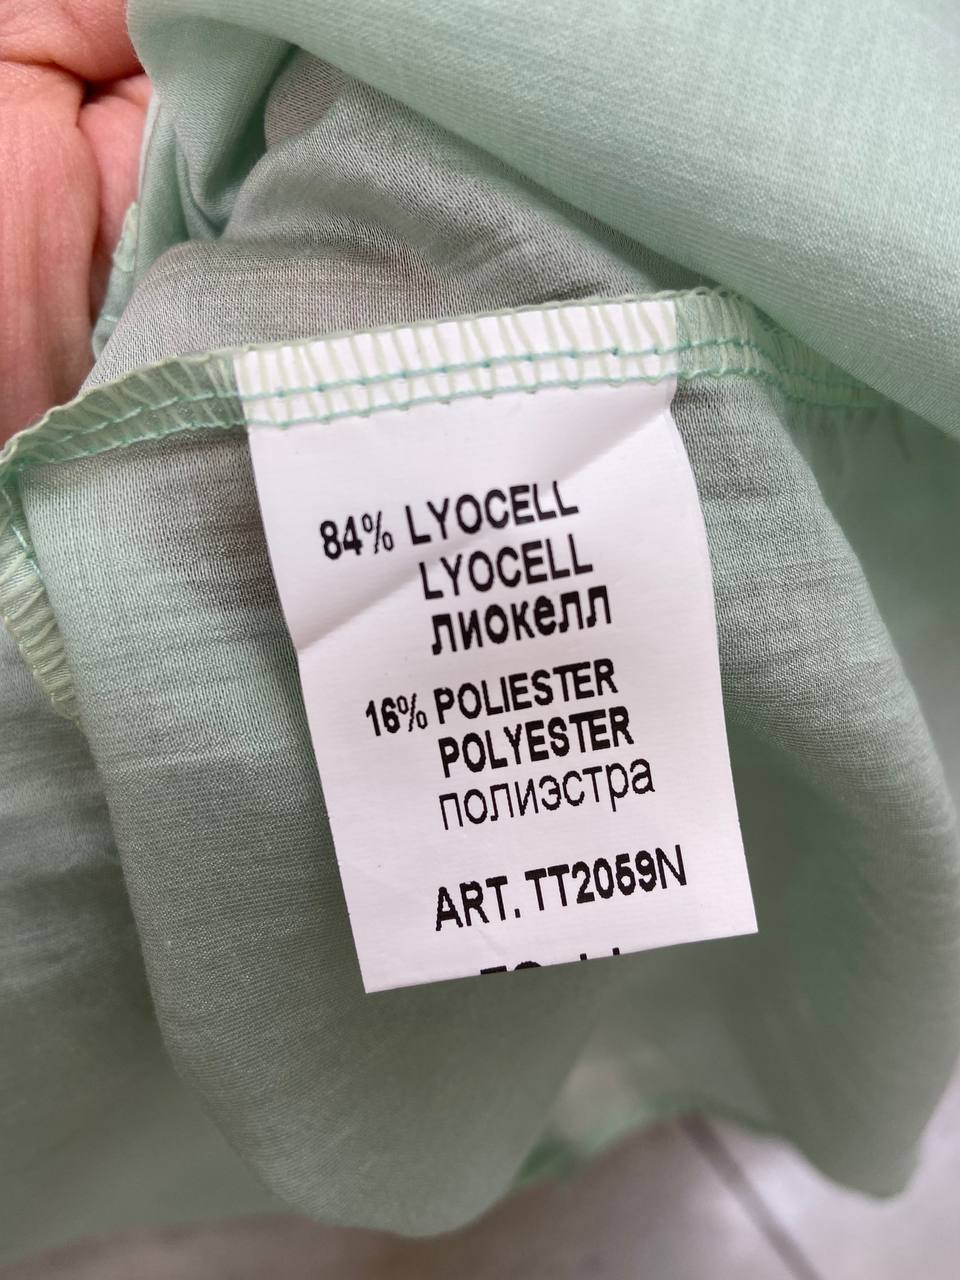 84% LYOCELL
LYOCELL
лиокелл
16% POLIESTER
POLYESTER
полиэстра
ART. TT2059N